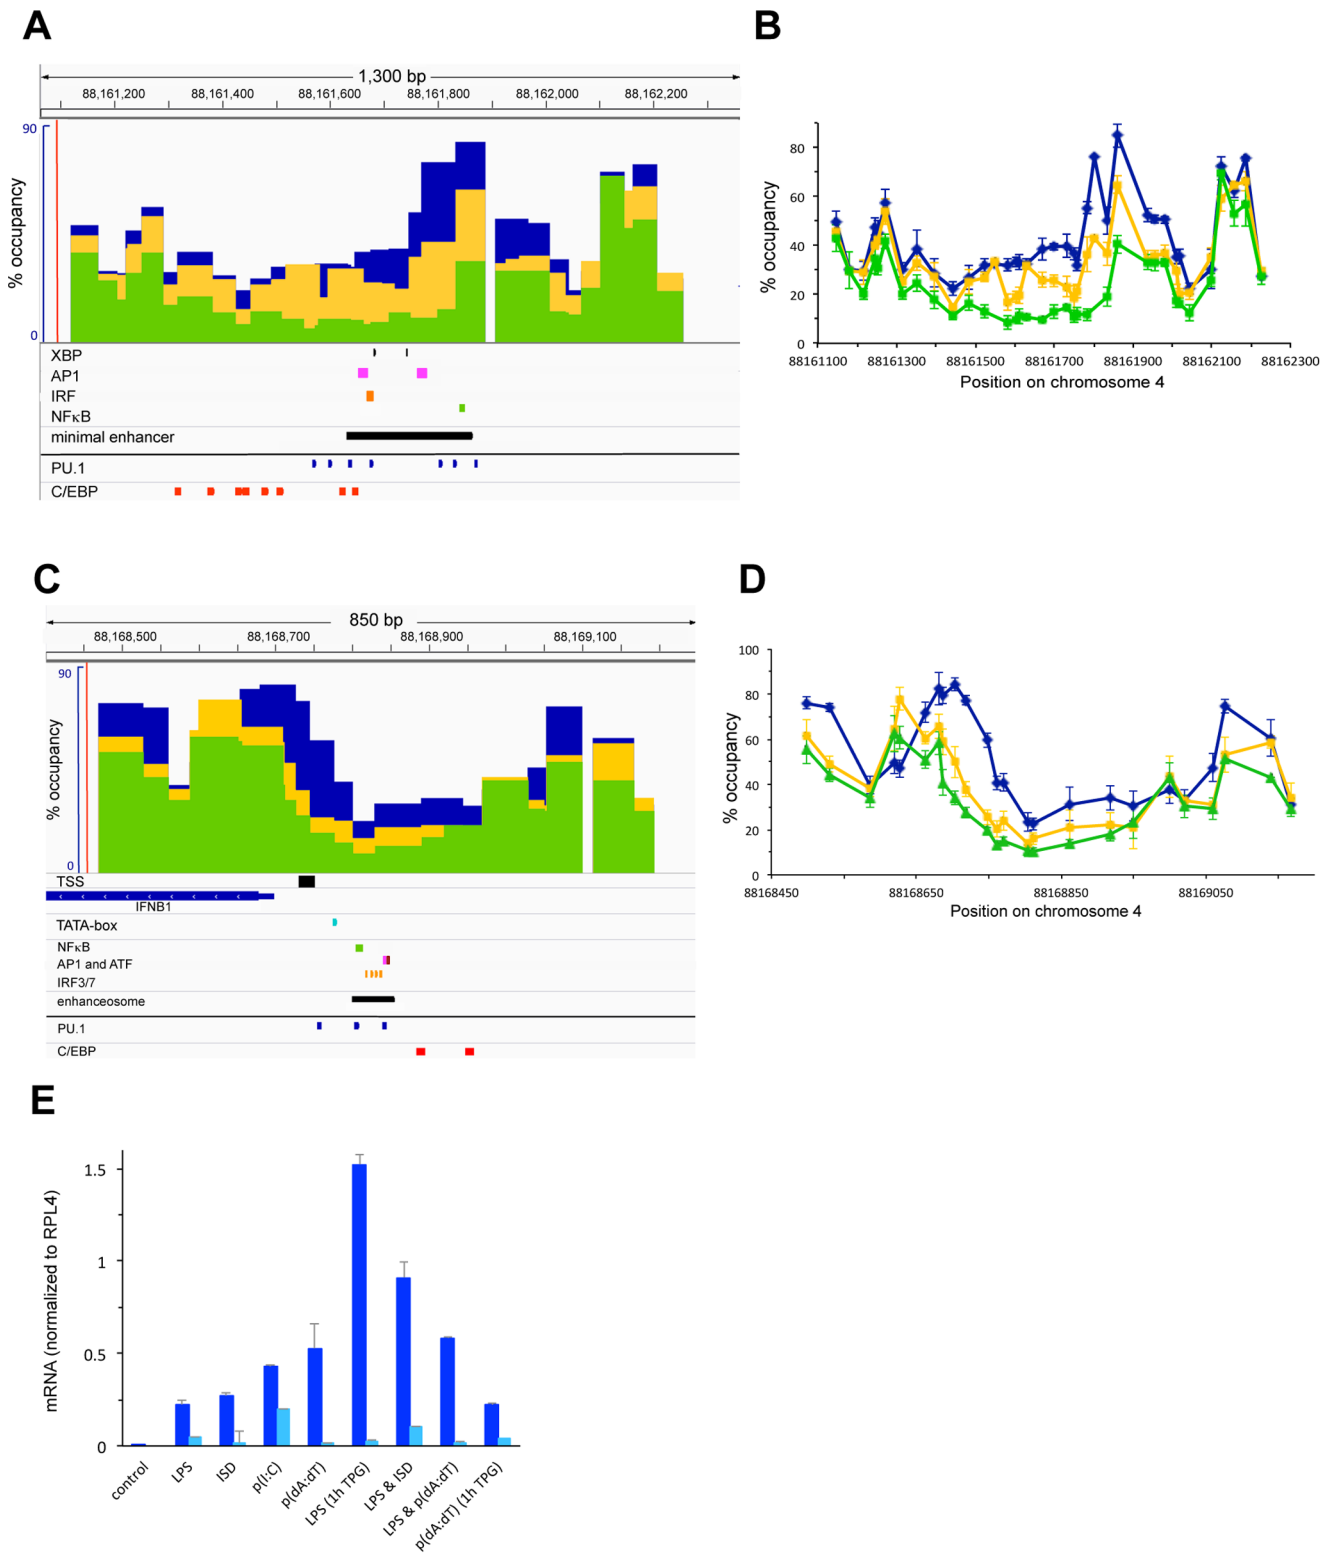 A
1,300 bp
88,161,200 88,161,400 88,161,600 88,161,800 88,162,000 88,162,200
90
% occupancy
0
XBP
AP1
IRF
NFκB
minimal enhancer
PU.1
C/EBP
B
80
60
40
20
0
% occupancy
88161100 88161300 88161500 88161700 88161900 88162100 88162300
Position on chromosome 4
C
850 bp
88,168,500 88,168,700 88,168,900 88,169,100
90
% occupancy
0
TSS
IFNB1
TATA-box
NFκB
AP1 and ATF
IRF3/7
enhanceosome
PU.1
C/EBP
D
100
80
60
40
20
0
% occupancy
88168450 88168650 88168850 88169050
Position on chromosome 4
E
mRNA (normalized to RPL4)
1.5
1
0.5
0
control
LPS
ISD
p(I:C)
p(dA:dT)
LPS (1h TPG)
LPS & ISD
LPS & p(dA:dT)
p(dA:dT) (1h TPG)